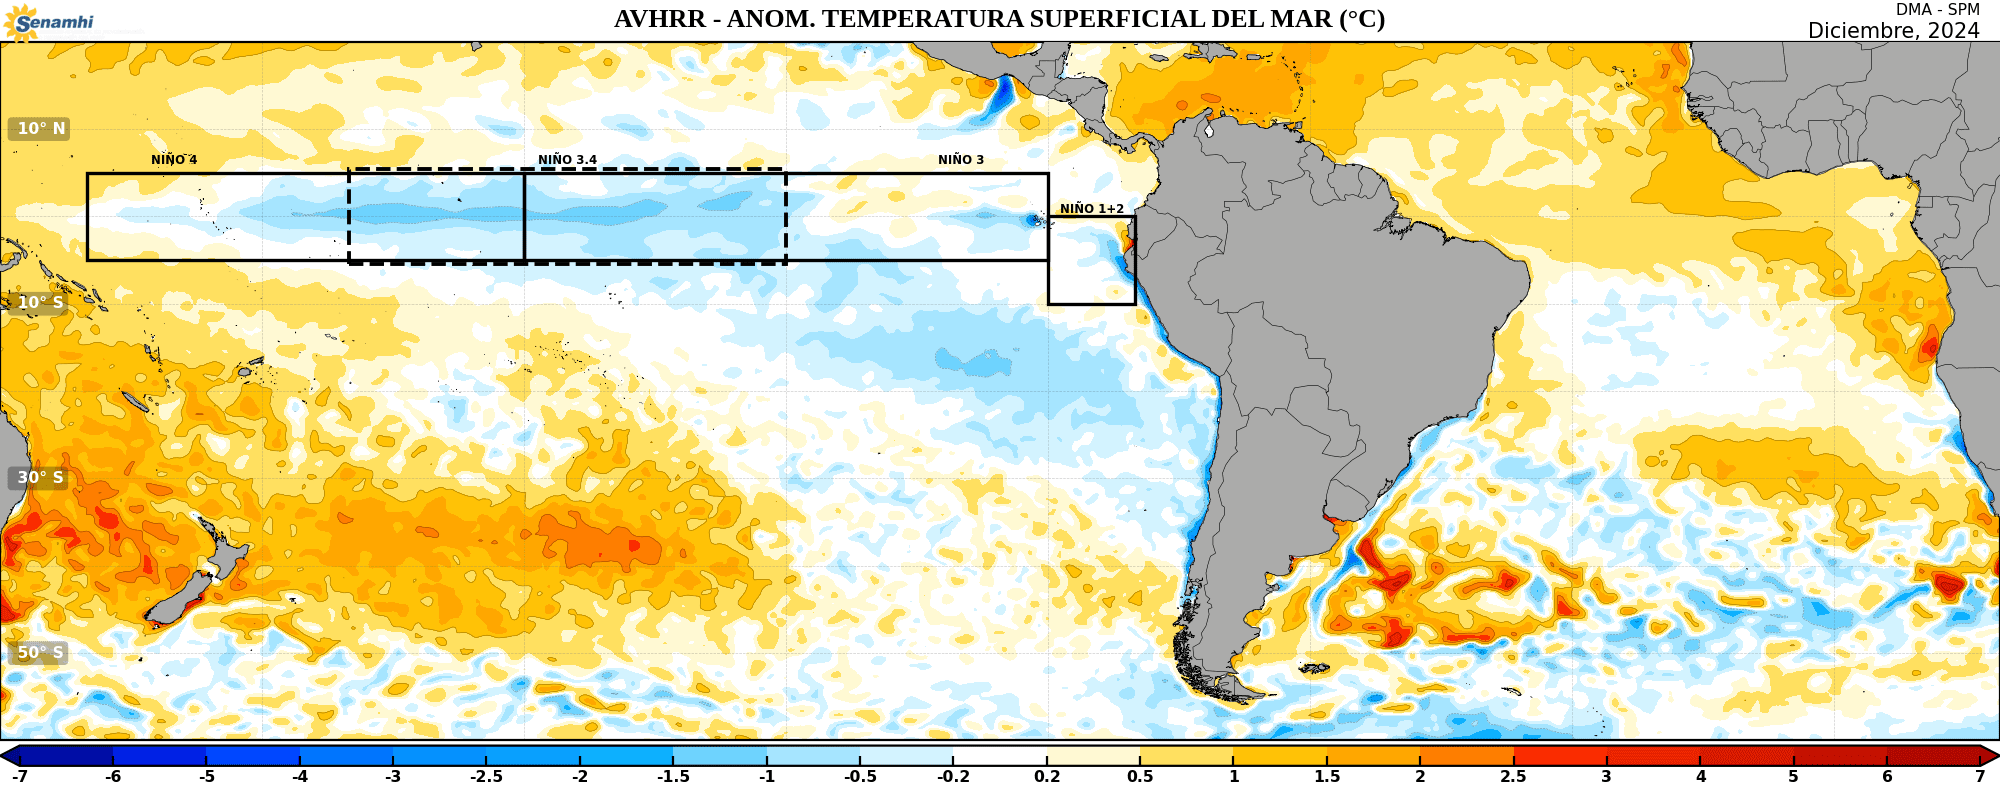 Senamhi
AVHRR - ANOM. TEMPERATURA SUPERFICIAL DEL MAR (°C)
DMA - SPM
Diciembre, 2024
10° N
NIÑO 4
NIÑO 3.4
NIÑO 3
NIÑO 1+2
10° S
30° S
50° S
-7 -6 -5 -4 -3 -2.5 -2 -1.5 -1 -0.5 -0.2 0.2 0.5 1 1.5 2 2.5 3 4 5 6 7